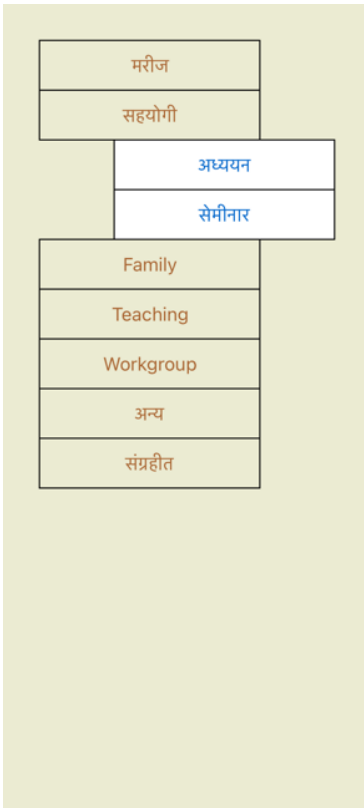 मरीज
सहयोगी
अध्ययन
सेमीनार
Family
Teaching
Workgroup
अन्य
संग्रहीत